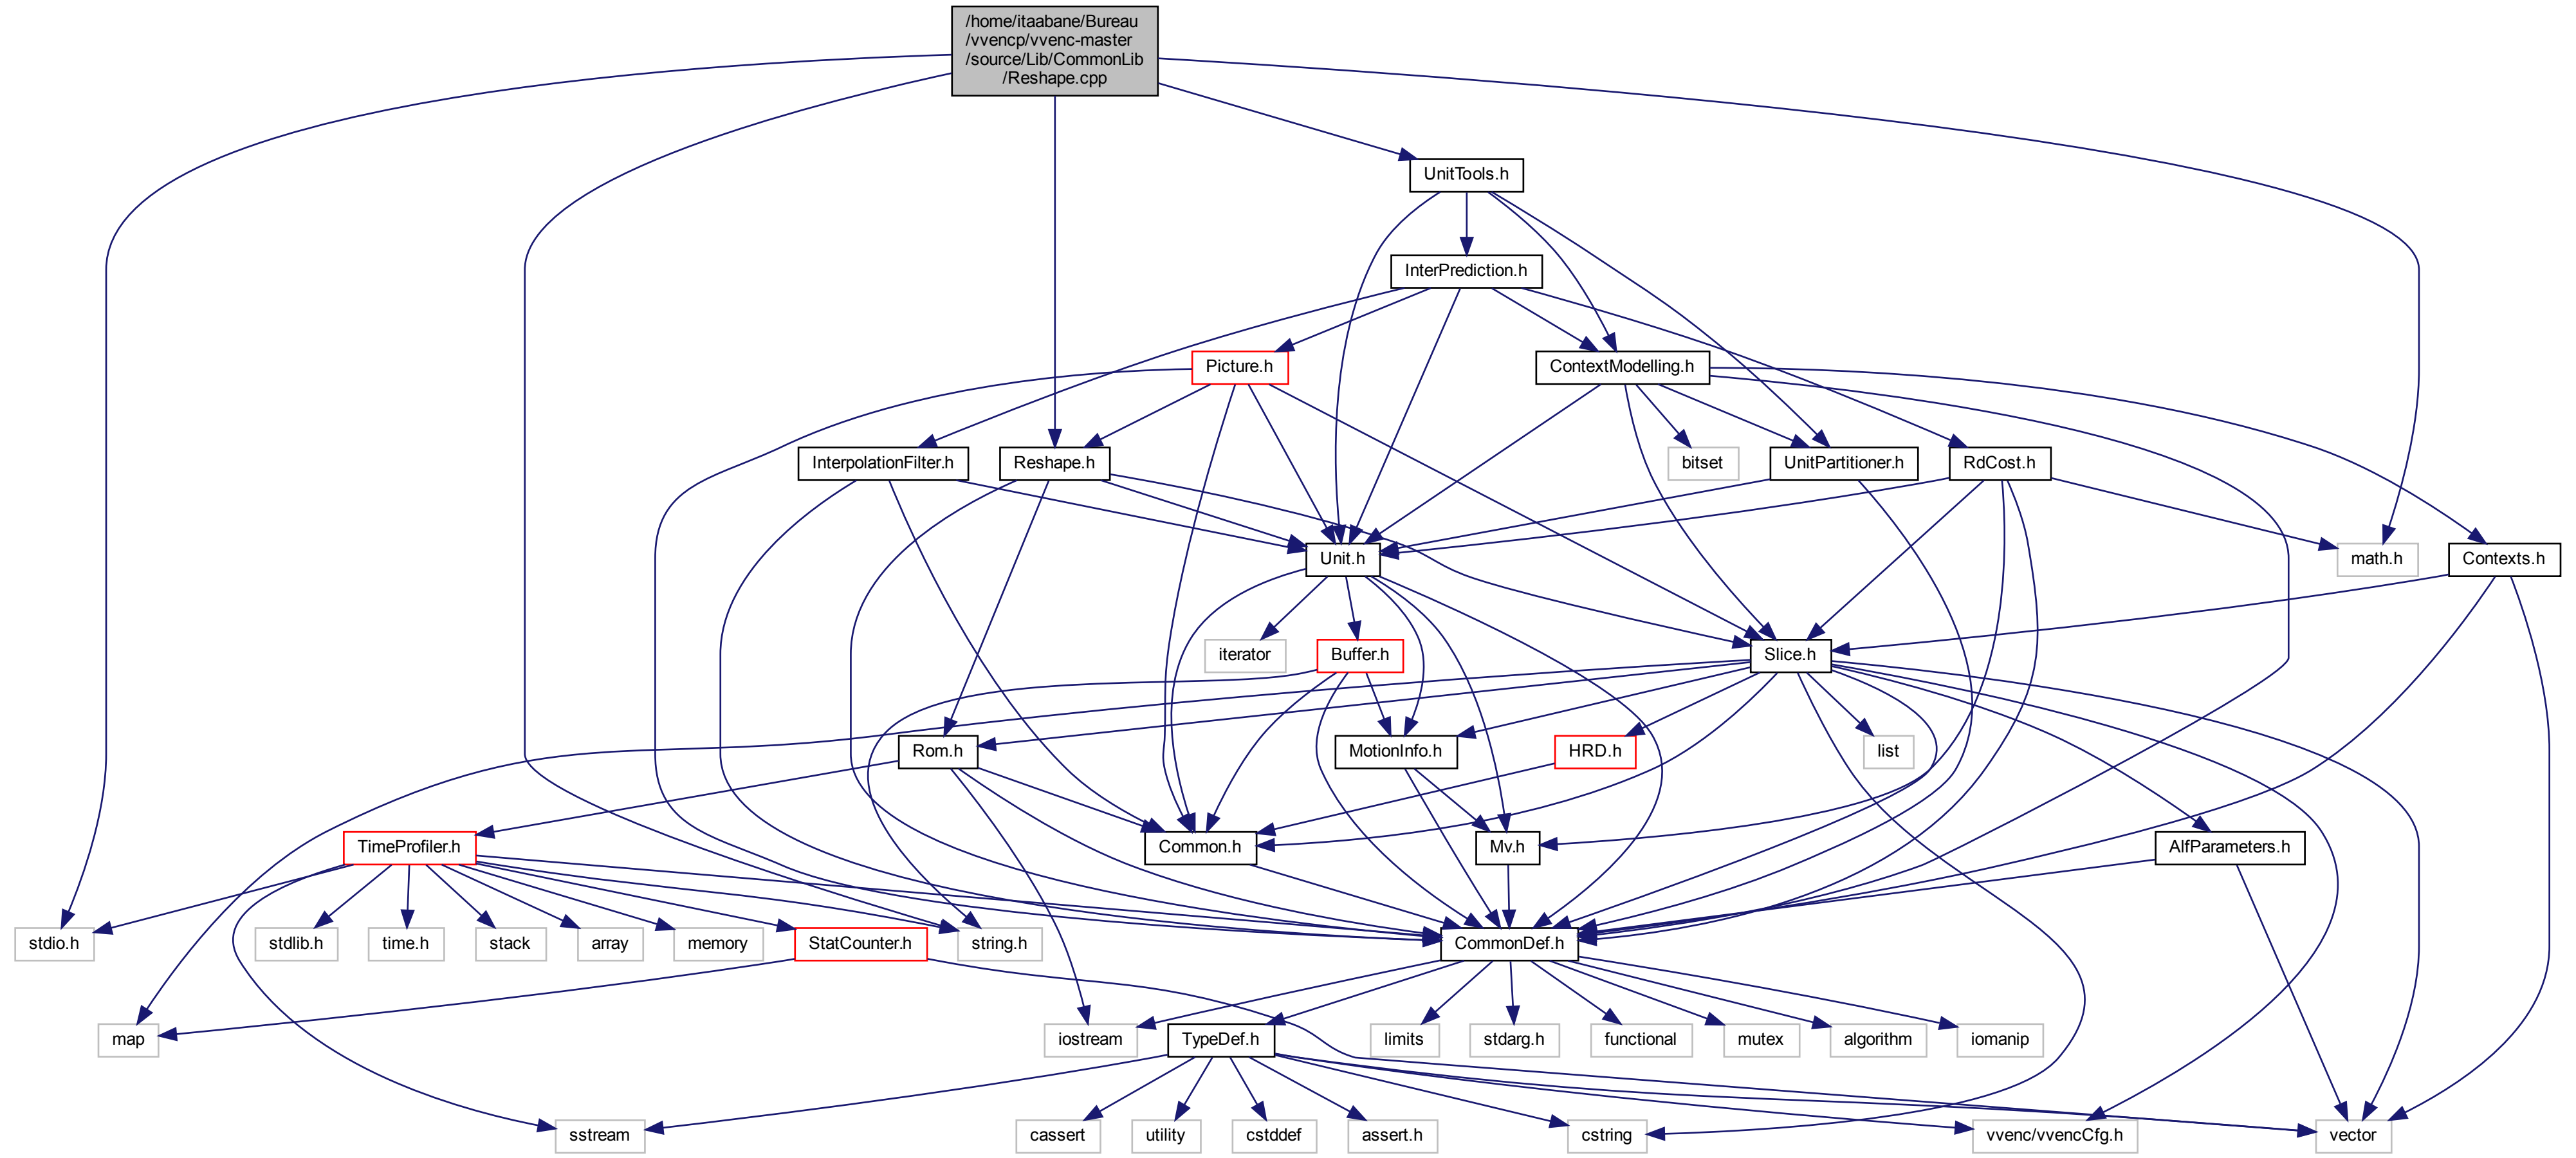 /home/itaabane/Bureau
/vvencp/vvenc-master
/source/Lib/CommonLib
/Reshape.cpp
UnitTools.h
InterPrediction.h
Picture.h
ContextModelling.h
InterpolationFilter.h
Reshape.h
bitset
UnitPartitioner.h
RdCost.h
Unit.h
math.h
Contexts.h
iterator
Buffer.h
Slice.h
Rom.h
MotionInfo.h
HRD.h
list
TimeProfiler.h
Common.h
Mv.h
AlfParameters.h
stdio.h
stdlib.h
time.h
stack
array
memory
StatCounter.h
string.h
CommonDef.h
map
iostream
TypeDef.h
limits
stdarg.h
functional
mutex
algorithm
iomanip
sstream
cassert
utility
cstddef
assert.h
cstring
vvenc/vvencCfg.h
vector